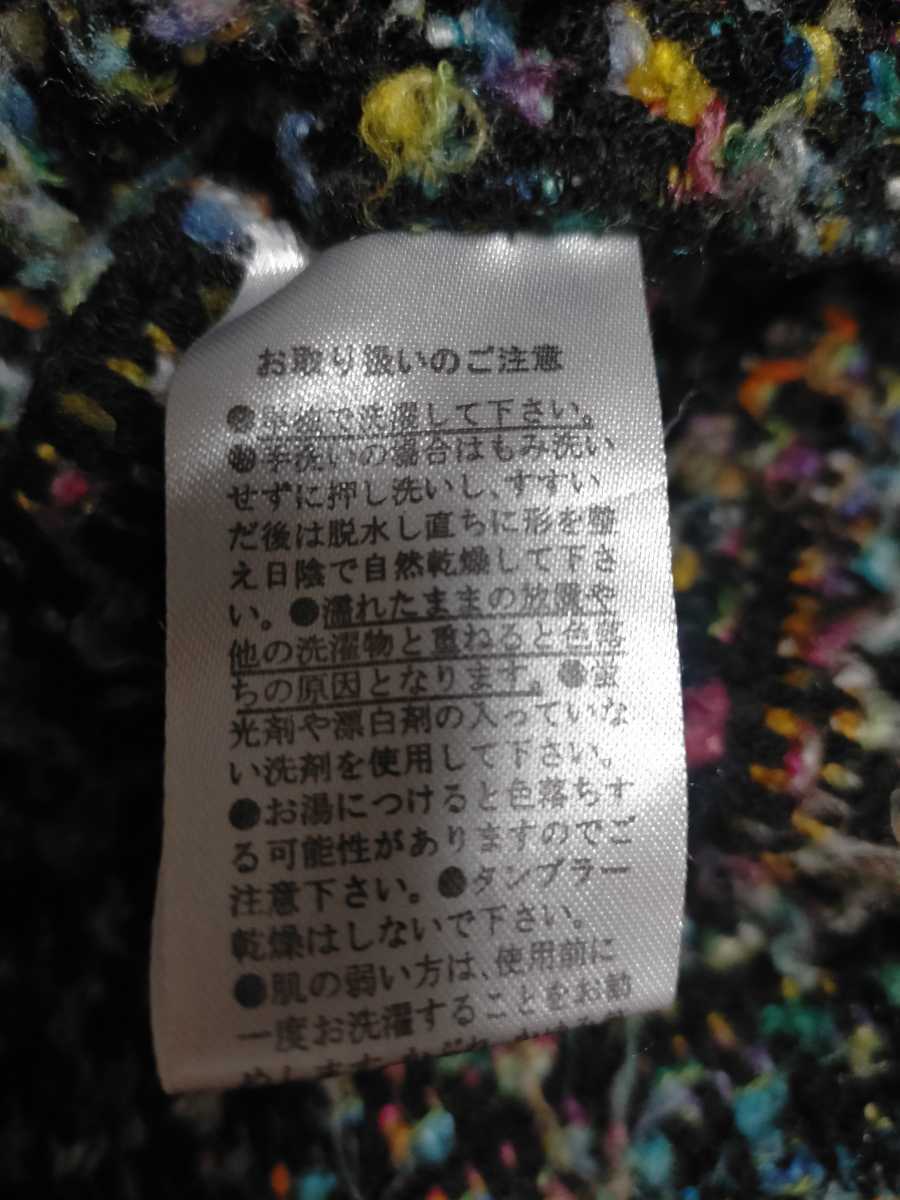 お取り扱いのご注意
●単独で洗濯して下さい。
●手洗いの場合はもみ洗い
せずに押し洗いし、すすい
だ後は脱水し直ちに形を整
え日陰で自然乾燥して下さ
い。●濡れたままの放置や
他の洗濯物と重ねると色落
ちの原因となります。●蛍
光剤や漂白剤の入っていな
い洗剤を使用して下さい。
●お湯につけると色落ちす
る可能性がありますのでご
注意下さい。●タンブラー
乾燥はしないで下さい。
●肌の弱い方は、使用前に
一度お洗濯することをお勧
めします。